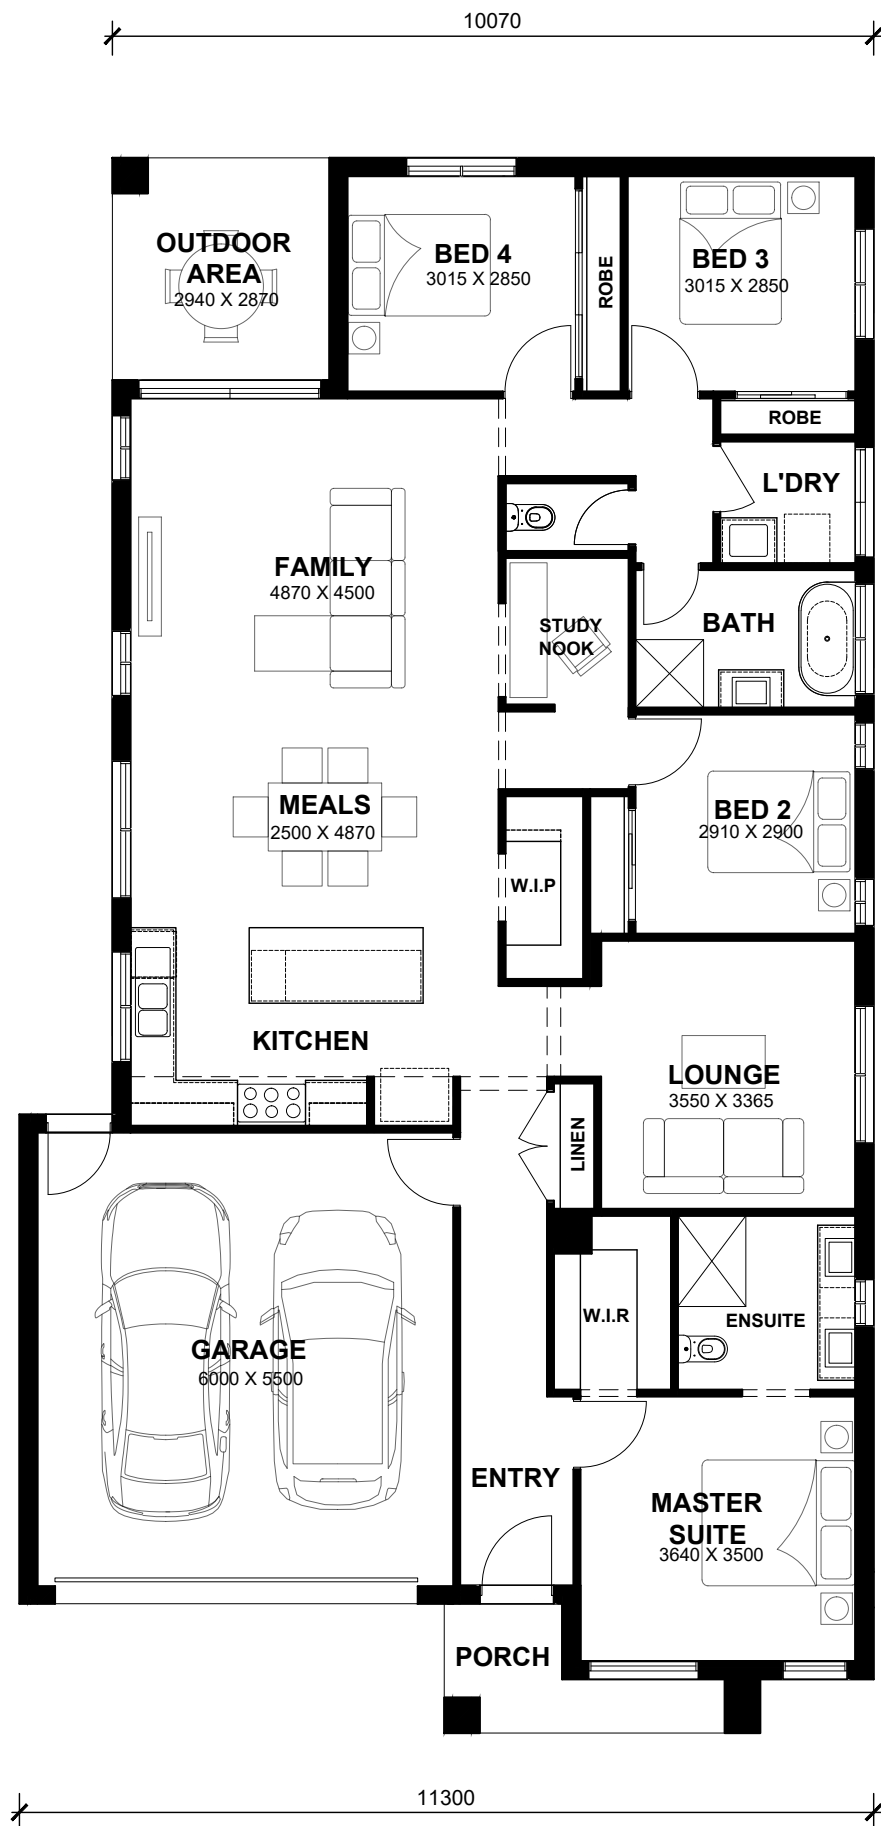 10070
OUTDOOR
AREA
2940 X 2870
BED 4
3015 X 2850
ROBE
BED 3
3015 X 2850
ROBE
L'DRY
FAMILY
4870 X 4500
STUDY
NOOK
BATH
MEALS
2500 X 4870
BED 2
2910 X 2900
W.I.P
KITCHEN
LOUNGE
3550 X 3365
LINEN
GARAGE
6000 X 5500
W.I.R
ENSUITE
ENTRY
MASTER
SUITE
3640 X 3500
PORCH
11300